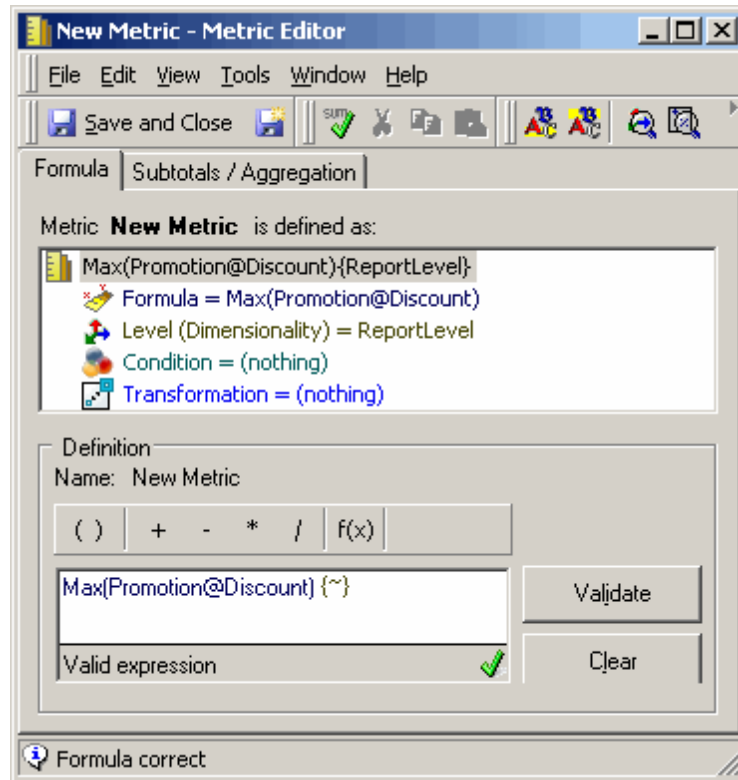 New Metric - Metric Editor
File Edit View Tools Window Help
Save and Close sum
Formula Subtotals / Aggregation
Metric New Metric is defined as:
Max(Promotion@Discount){ReportLevel}
Formula = Max(Promotion@Discount)
Level (Dimensionality) = ReportLevel
Condition = (nothing)
Transformation = (nothing)
Definition
Name: New Metric
( ) + - * / f(x)
Max(Promotion@Discount) {~}
Validate
Valid expression
Clear
Formula correct